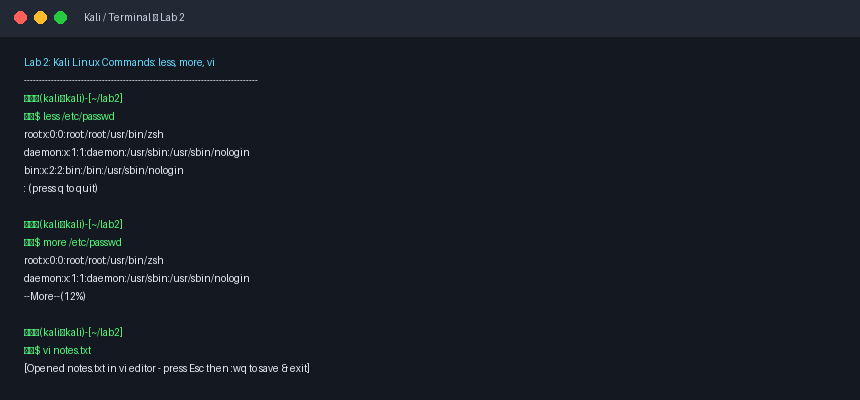 Kali / Terminal □ Lab 2
Lab 2: Kali Linux Commands: less, more, vi
------------------------------------------------------------------------------
□□□(kali□kali)-[~/lab2]
□□$ less /etc/passwd
root:x:0:0:root:/root:/usr/bin/zsh
daemon:x:1:1:daemon:/usr/sbin:/usr/sbin/nologin
bin:x:2:2:bin:/bin:/usr/sbin/nologin
: (press q to quit)
□□□(kali□kali)-[~/lab2]
□□$ more /etc/passwd
root:x:0:0:root:/root:/usr/bin/zsh
daemon:x:1:1:daemon:/usr/sbin:/usr/sbin/nologin
--More--(12%)
□□□(kali□kali)-[~/lab2]
□□$ vi notes.txt
[Opened notes.txt in vi editor - press Esc then :wq to save & exit]